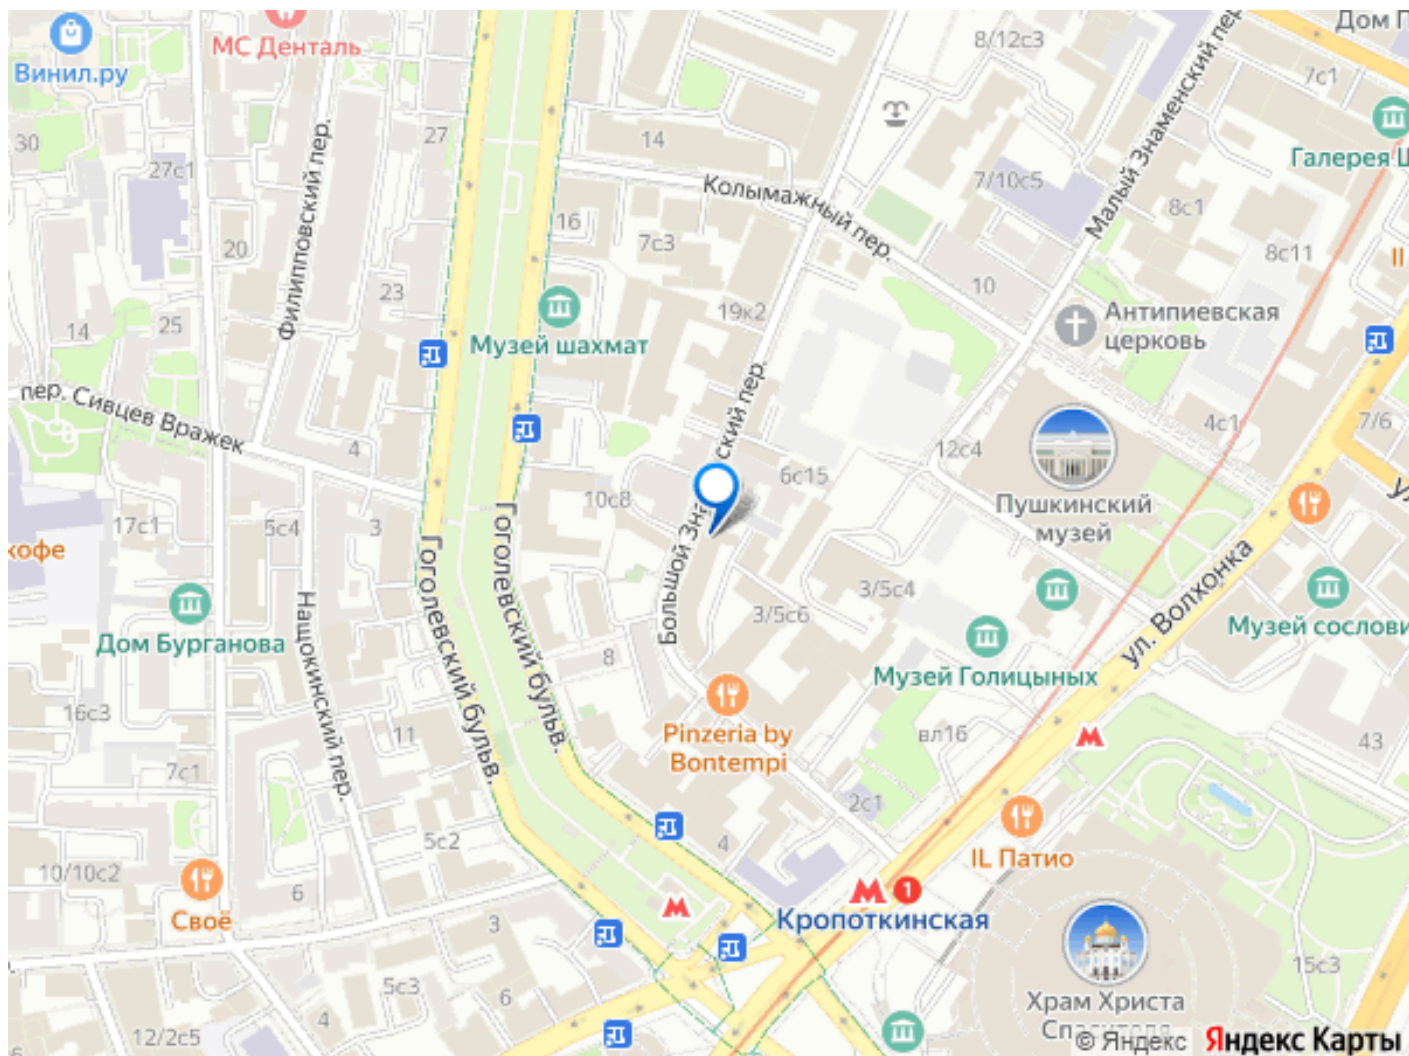 Дом П
8/12с3
МС Денталь
Винил.ру
7с1
Малый Знаменский пер.
Галерея Ш
30
27
14
27с1
Филипповский пер.
Колымажный пер.
7/10с5
8с1
16
7с3
20
8с11
Il
10
23
19к2
Антипиевская
церковь
14
25
Музей шахмат
пер. Сивцев Вражек
4
4с1
7/6
12с4
6с15
10с8
Пушкинский
музей
17с1
5с4
3
кофе
Большой Зна
ский пер.
Гоголевский бульв.
Гоголевский бульв.
ул. Волхонка
у
3/5с4
3/5с6
Дом Бурганова
Нащокинский пер.
Музей сослови
8
Музей Голицыных
16с3
11
Pinzeria by
Bontempi
вл16
43
7с1
2с1
5с2
4
IL Патио
10/10с2
6
Своё
1
Кропоткинская
3
15с3
5с3
6
4
12/2с5
Храм Христа
Спасителя
© Яндекс Яндекс Карты